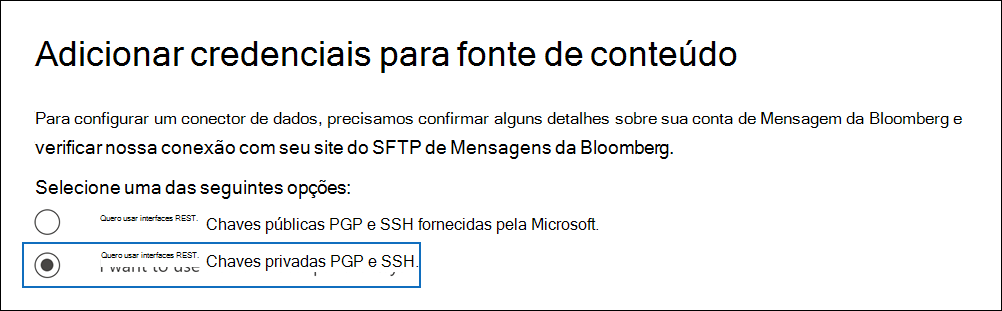 Adicionar credenciais para fonte de conteúdo
Para configurar um conector de dados, precisamos confirmar alguns detalhes sobre sua conta de Mensagem da Bloomberg e
verificar nossa conexão com seu site do SFTP de Mensagens da Bloomberg.
Selecione uma das seguintes opções:
Quero usar interfaces REST. Chaves públicas PGP e SSH fornecidas pela Microsoft.
Quero usar interfaces REST. Chaves privadas PGP e SSH.
I want to use